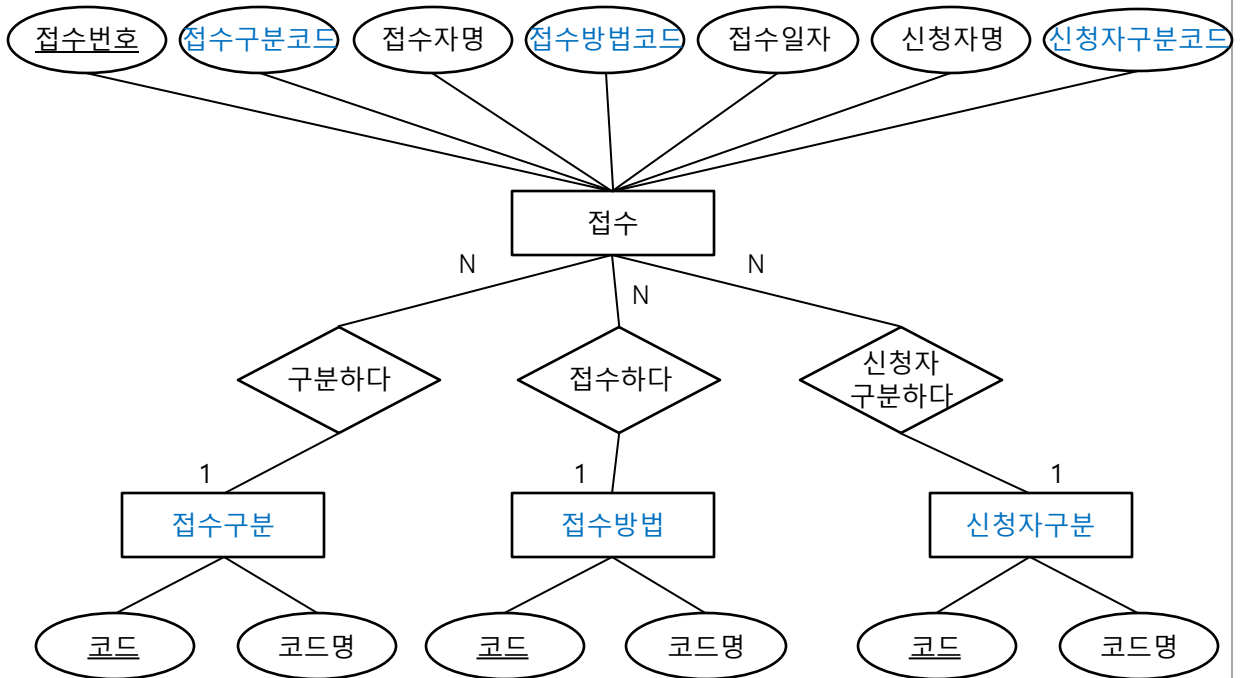 접수번호
접수구분코드
접수자명
접수방법코드
접수일자
신청자명
신청자구분코드
접수
N
N
N
구분하다
접수하다
신청자
구분하다
1
1
1
접수구분
접수방법
신청자구분
코드
코드명
코드
코드명
코드
코드명